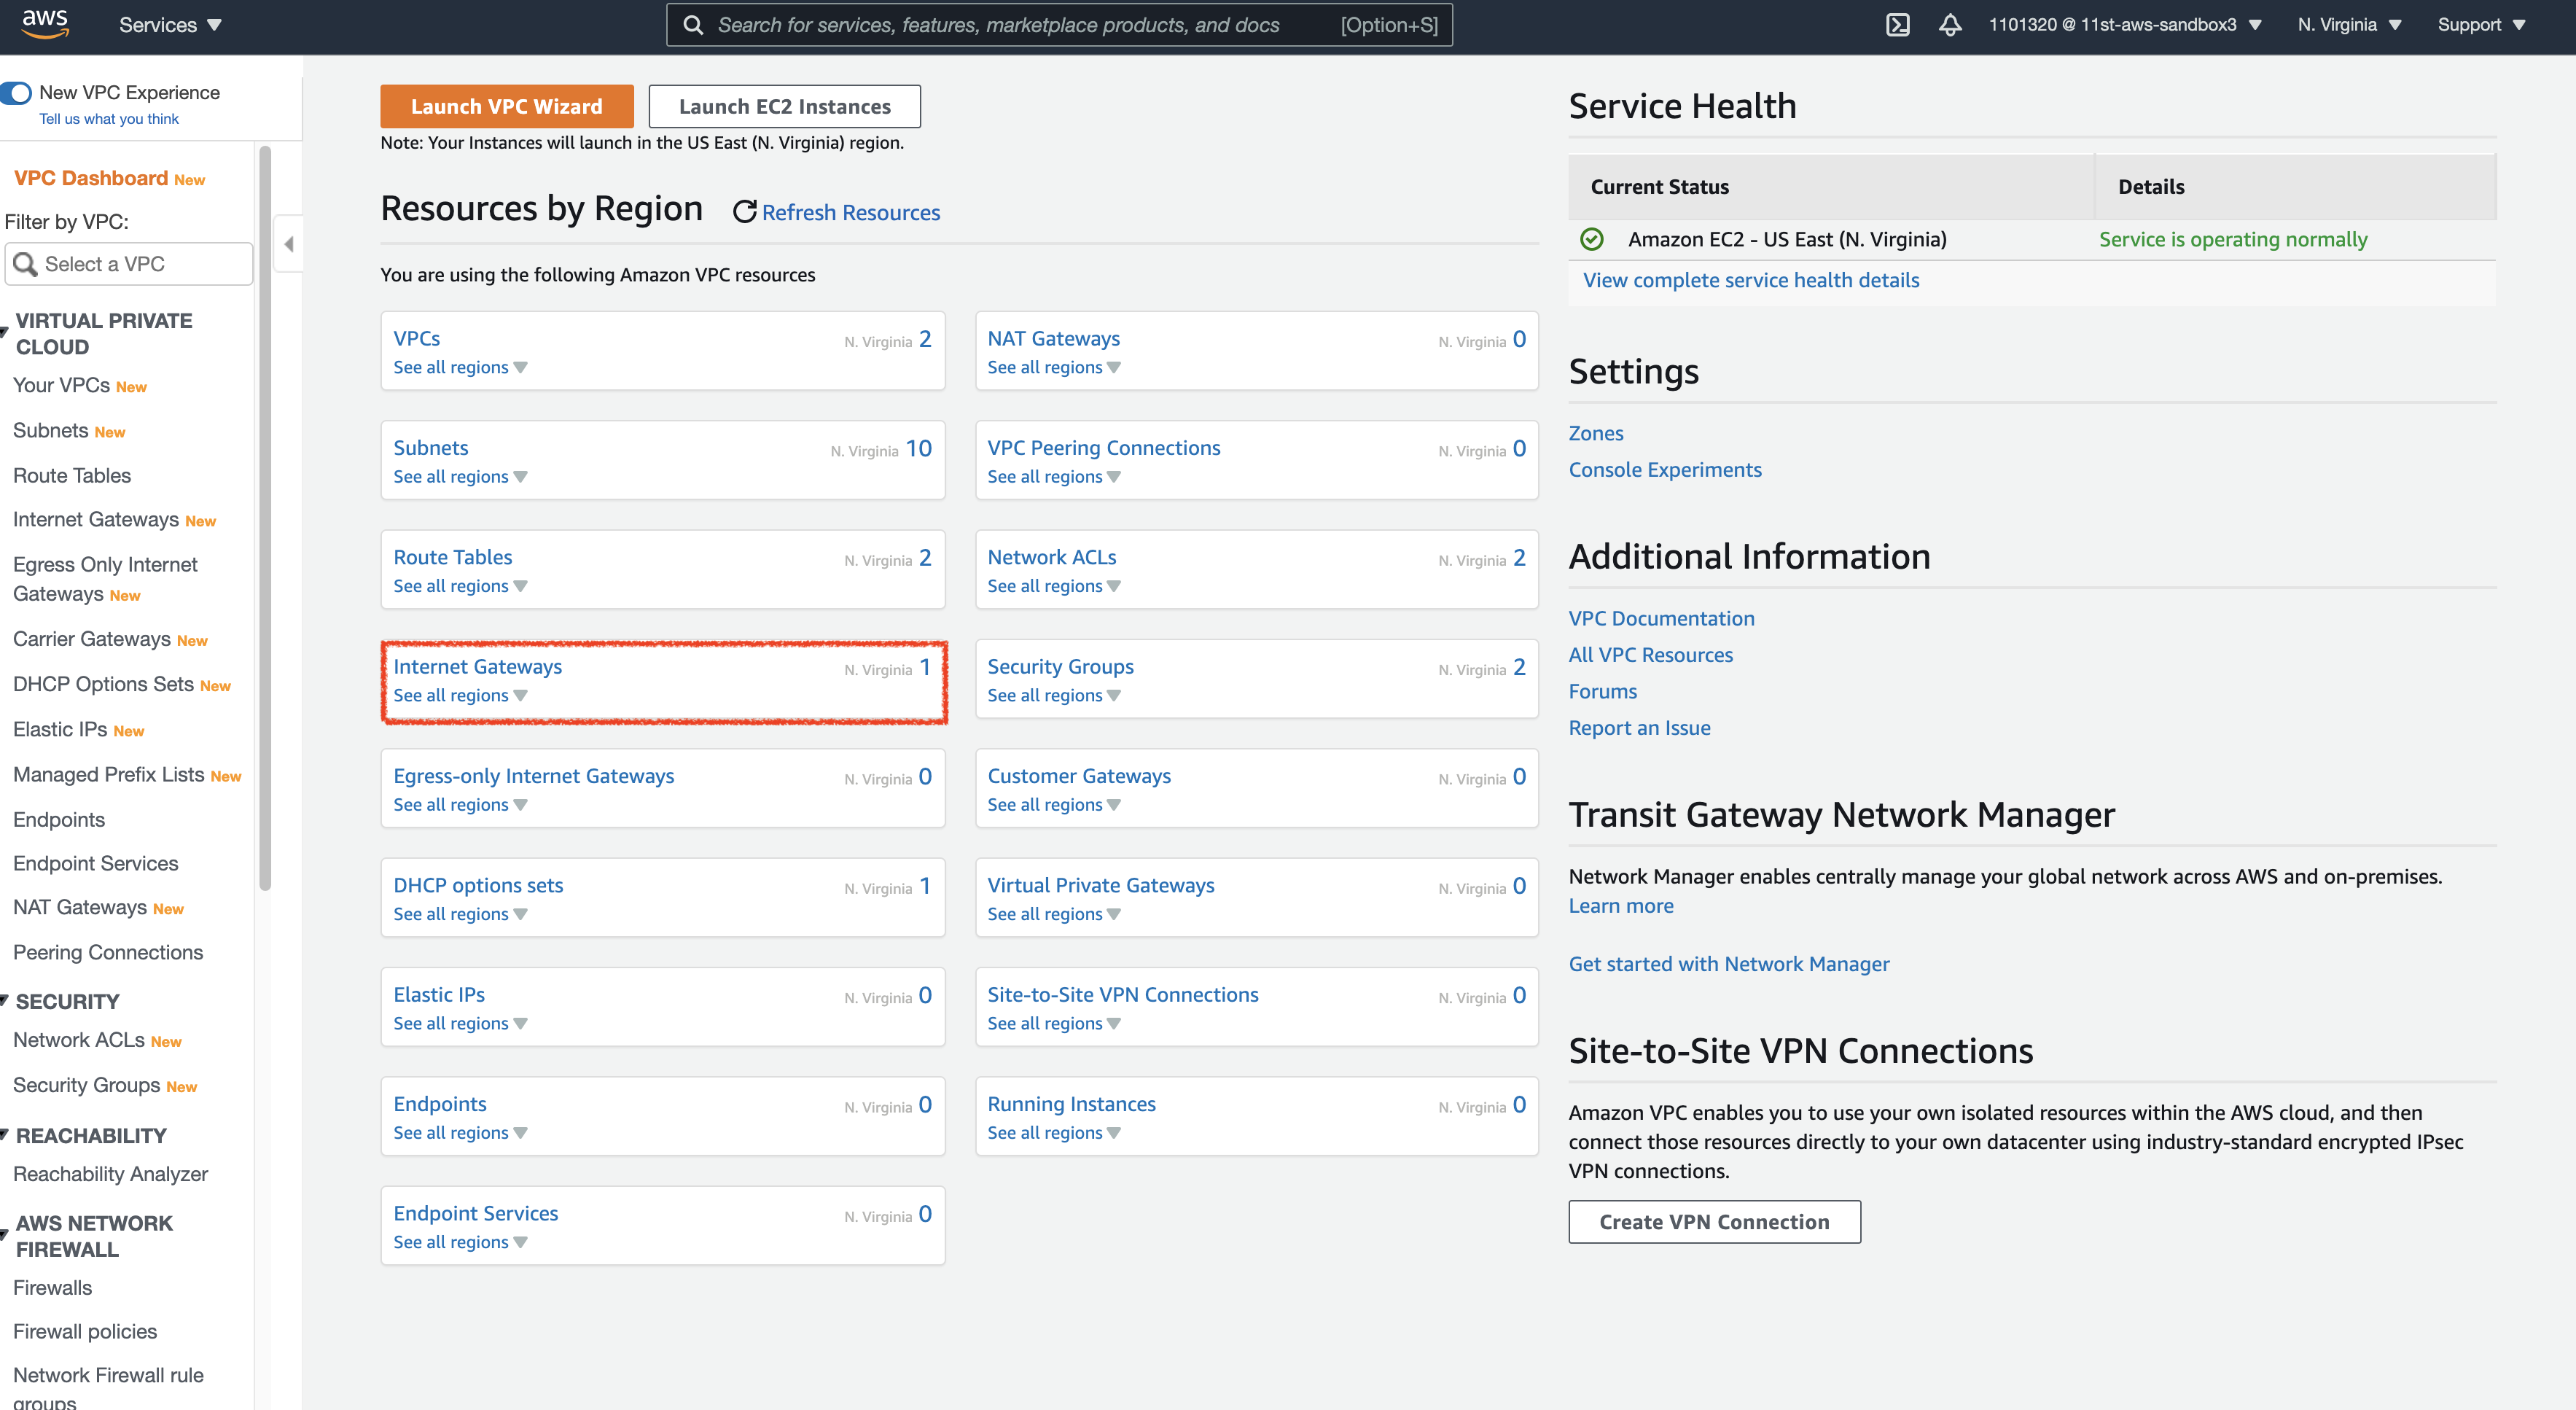 aws
Services
Search for services, features, marketplace products, and docs [Option+S]
1101320 @ 11st-aws-sandbox3
N. Virginia
Support
New VPC Experience
Tell us what you think
VPC Dashboard New
Filter by VPC:
Select a VPC
VIRTUAL PRIVATE
CLOUD
Your VPCs New
Subnets New
Route Tables
Internet Gateways New
Egress Only Internet
Gateways New
Carrier Gateways New
DHCP Options Sets New
Elastic IPs New
Managed Prefix Lists New
Endpoints
Endpoint Services
NAT Gateways New
Peering Connections
SECURITY
Network ACLs New
Security Groups New
REACHABILITY
Reachability Analyzer
AWS NETWORK
FIREWALL
Firewalls
Firewall policies
Network Firewall rule
groups
Launch VPC Wizard
Launch EC2 Instances
Note: Your Instances will launch in the US East (N. Virginia) region.
Resources by Region
Refresh Resources
You are using the following Amazon VPC resources
VPCs N. Virginia 2
See all regions
NAT Gateways N. Virginia 0
See all regions
Subnets N. Virginia 10
See all regions
VPC Peering Connections N. Virginia 0
See all regions
Route Tables N. Virginia 2
See all regions
Network ACLs N. Virginia 2
See all regions
Internet Gateways N. Virginia 1
See all regions
Security Groups N. Virginia 2
See all regions
Egress-only Internet Gateways N. Virginia 0
See all regions
Customer Gateways N. Virginia 0
See all regions
DHCP options sets N. Virginia 1
See all regions
Virtual Private Gateways N. Virginia 0
See all regions
Elastic IPs N. Virginia 0
See all regions
Site-to-Site VPN Connections N. Virginia 0
See all regions
Endpoints N. Virginia 0
See all regions
Running Instances N. Virginia 0
See all regions
Endpoint Services N. Virginia 0
See all regions
Service Health
Current Status Details
Amazon EC2 - US East (N. Virginia) Service is operating normally
View complete service health details
Settings
Zones
Console Experiments
Additional Information
VPC Documentation
All VPC Resources
Forums
Report an Issue
Transit Gateway Network Manager
Network Manager enables centrally manage your global network across AWS and on-premises.
Learn more
Get started with Network Manager
Site-to-Site VPN Connections
Amazon VPC enables you to use your own isolated resources within the AWS cloud, and then
connect those resources directly to your own datacenter using industry-standard encrypted IPsec
VPN connections.
Create VPN Connection